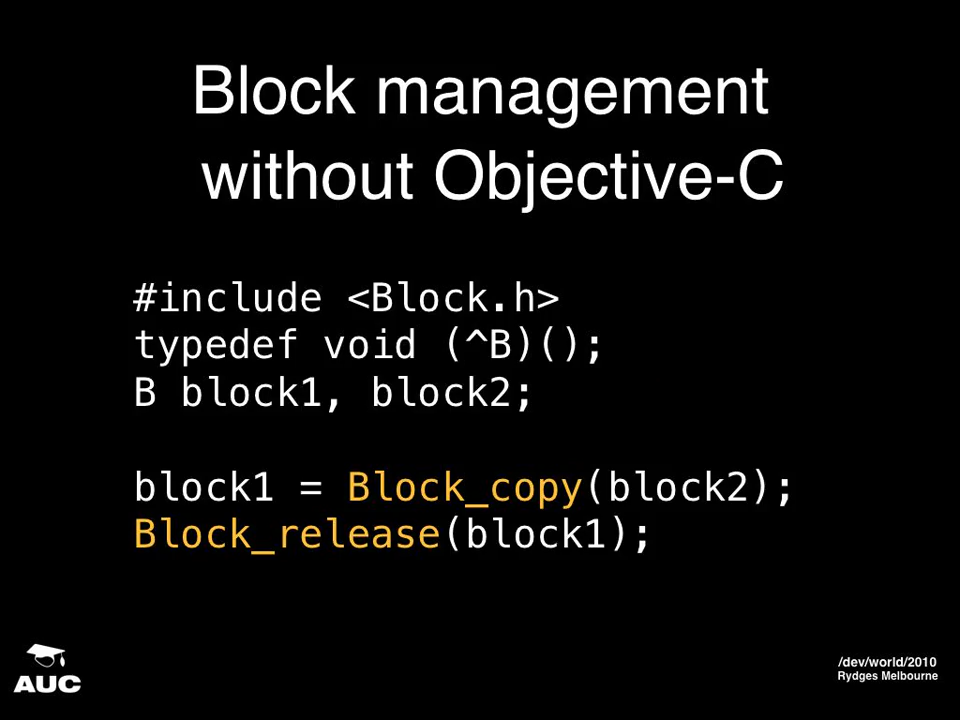 Block management
without Objective-C
#include <Block.h>
typedef void (^B)();
B block1, block2;
block1 = Block_copy(block2);
Block_release(block1);
AUC
/dev/world/2010
Rydges Melbourne